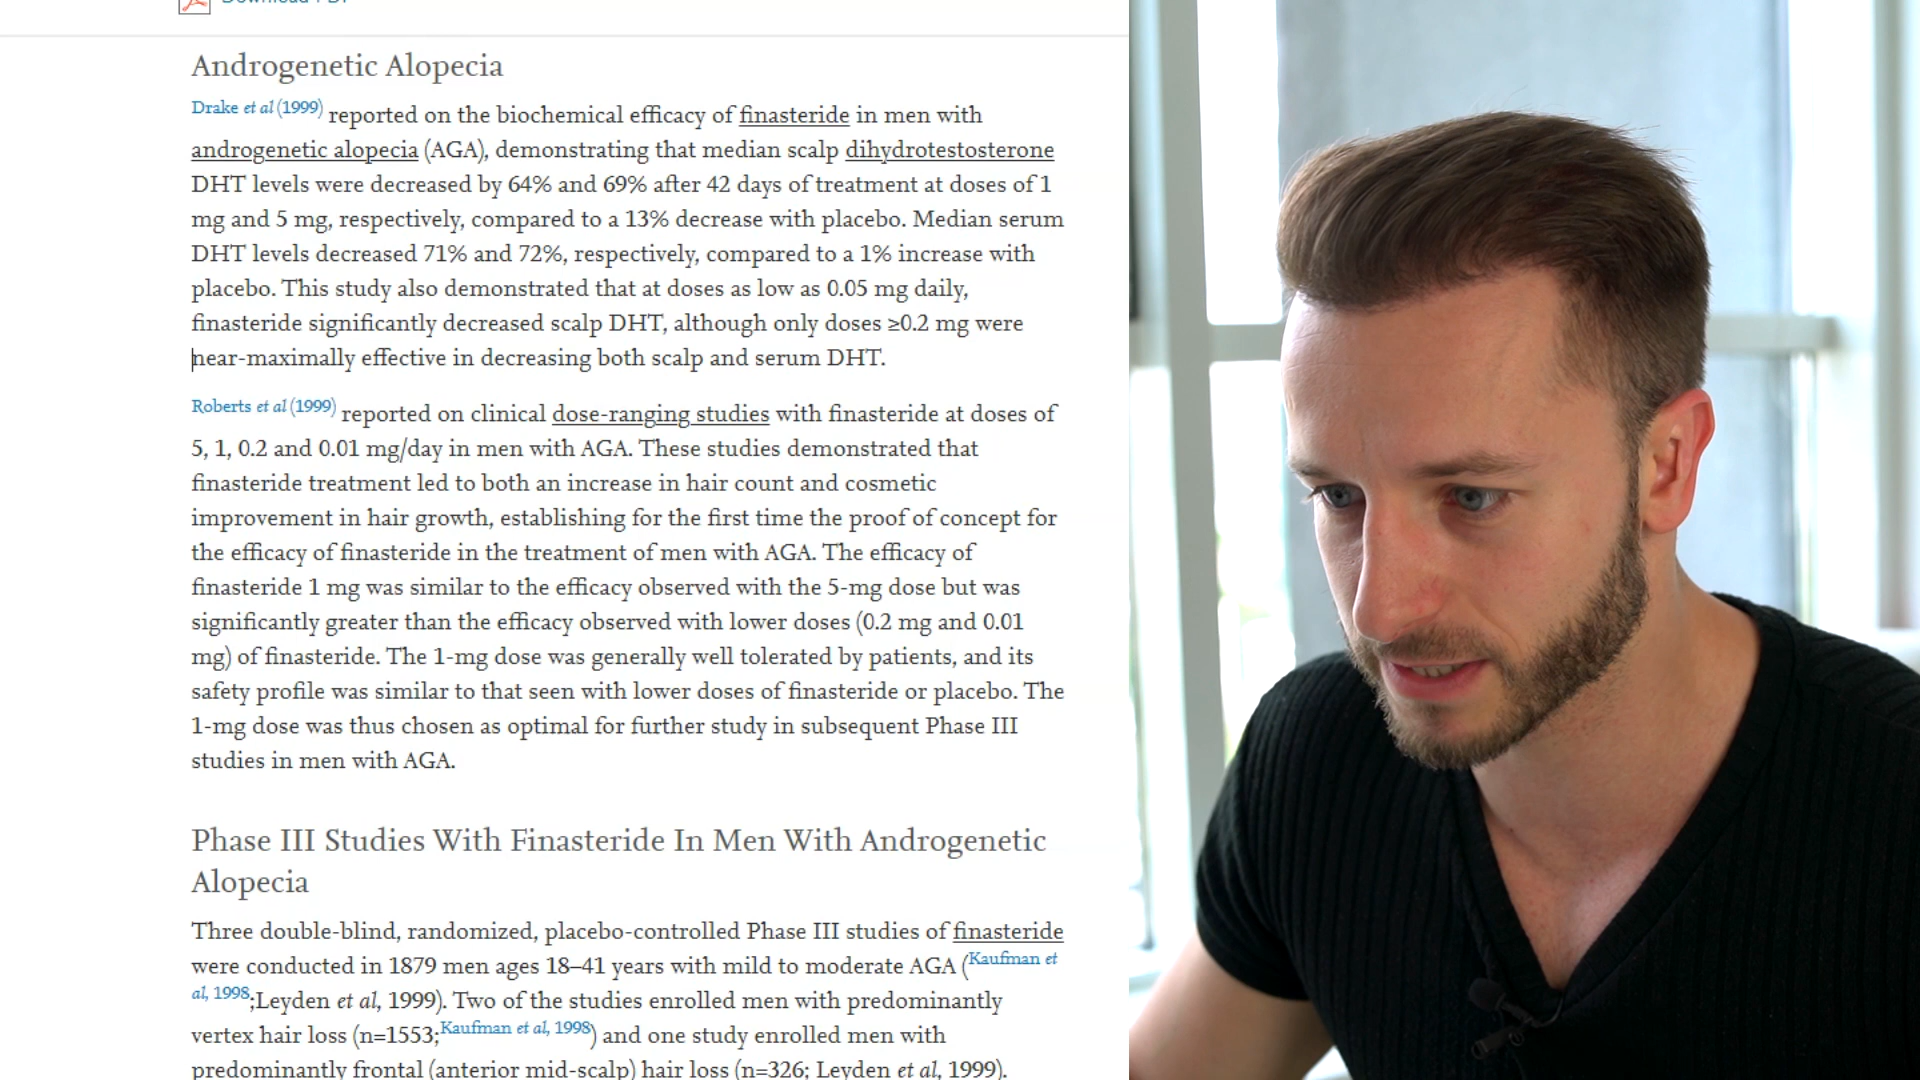 Download PDF
Androgenetic Alopecia
Drake et al (1999) reported on the biochemical efficacy of finasteride in men with
androgenetic alopecia (AGA), demonstrating that median scalp dihydrotestosterone
DHT levels were decreased by 64% and 69% after 42 days of treatment at doses of 1
mg and 5 mg, respectively, compared to a 13% decrease with placebo. Median serum
DHT levels decreased 71% and 72%, respectively, compared to a 1% increase with
placebo. This study also demonstrated that at doses as low as 0.05 mg daily,
finasteride significantly decreased scalp DHT, although only doses ≥0.2 mg were
near-maximally effective in decreasing both scalp and serum DHT.
Roberts et al (1999) reported on clinical dose-ranging studies with finasteride at doses of
5, 1, 0.2 and 0.01 mg/day in men with AGA. These studies demonstrated that
finasteride treatment led to both an increase in hair count and cosmetic
improvement in hair growth, establishing for the first time the proof of concept for
the efficacy of finasteride in the treatment of men with AGA. The efficacy of
finasteride 1 mg was similar to the efficacy observed with the 5-mg dose but was
significantly greater than the efficacy observed with lower doses (0.2 mg and 0.01
mg) of finasteride. The 1-mg dose was generally well tolerated by patients, and its
safety profile was similar to that seen with lower doses of finasteride or placebo. The
1-mg dose was thus chosen as optimal for further study in subsequent Phase III
studies in men with AGA.
Phase III Studies With Finasteride In Men With Androgenetic
Alopecia
Three double-blind, randomized, placebo-controlled Phase III studies of finasteride
were conducted in 1879 men ages 18–41 years with mild to moderate AGA (Kaufman et
al, 1998;Leyden et al, 1999). Two of the studies enrolled men with predominantly
vertex hair loss (n=1553;Kaufman et al, 1998) and one study enrolled men with
predominantly frontal (anterior mid-scalp) hair loss (n=326; Leyden et al, 1999).